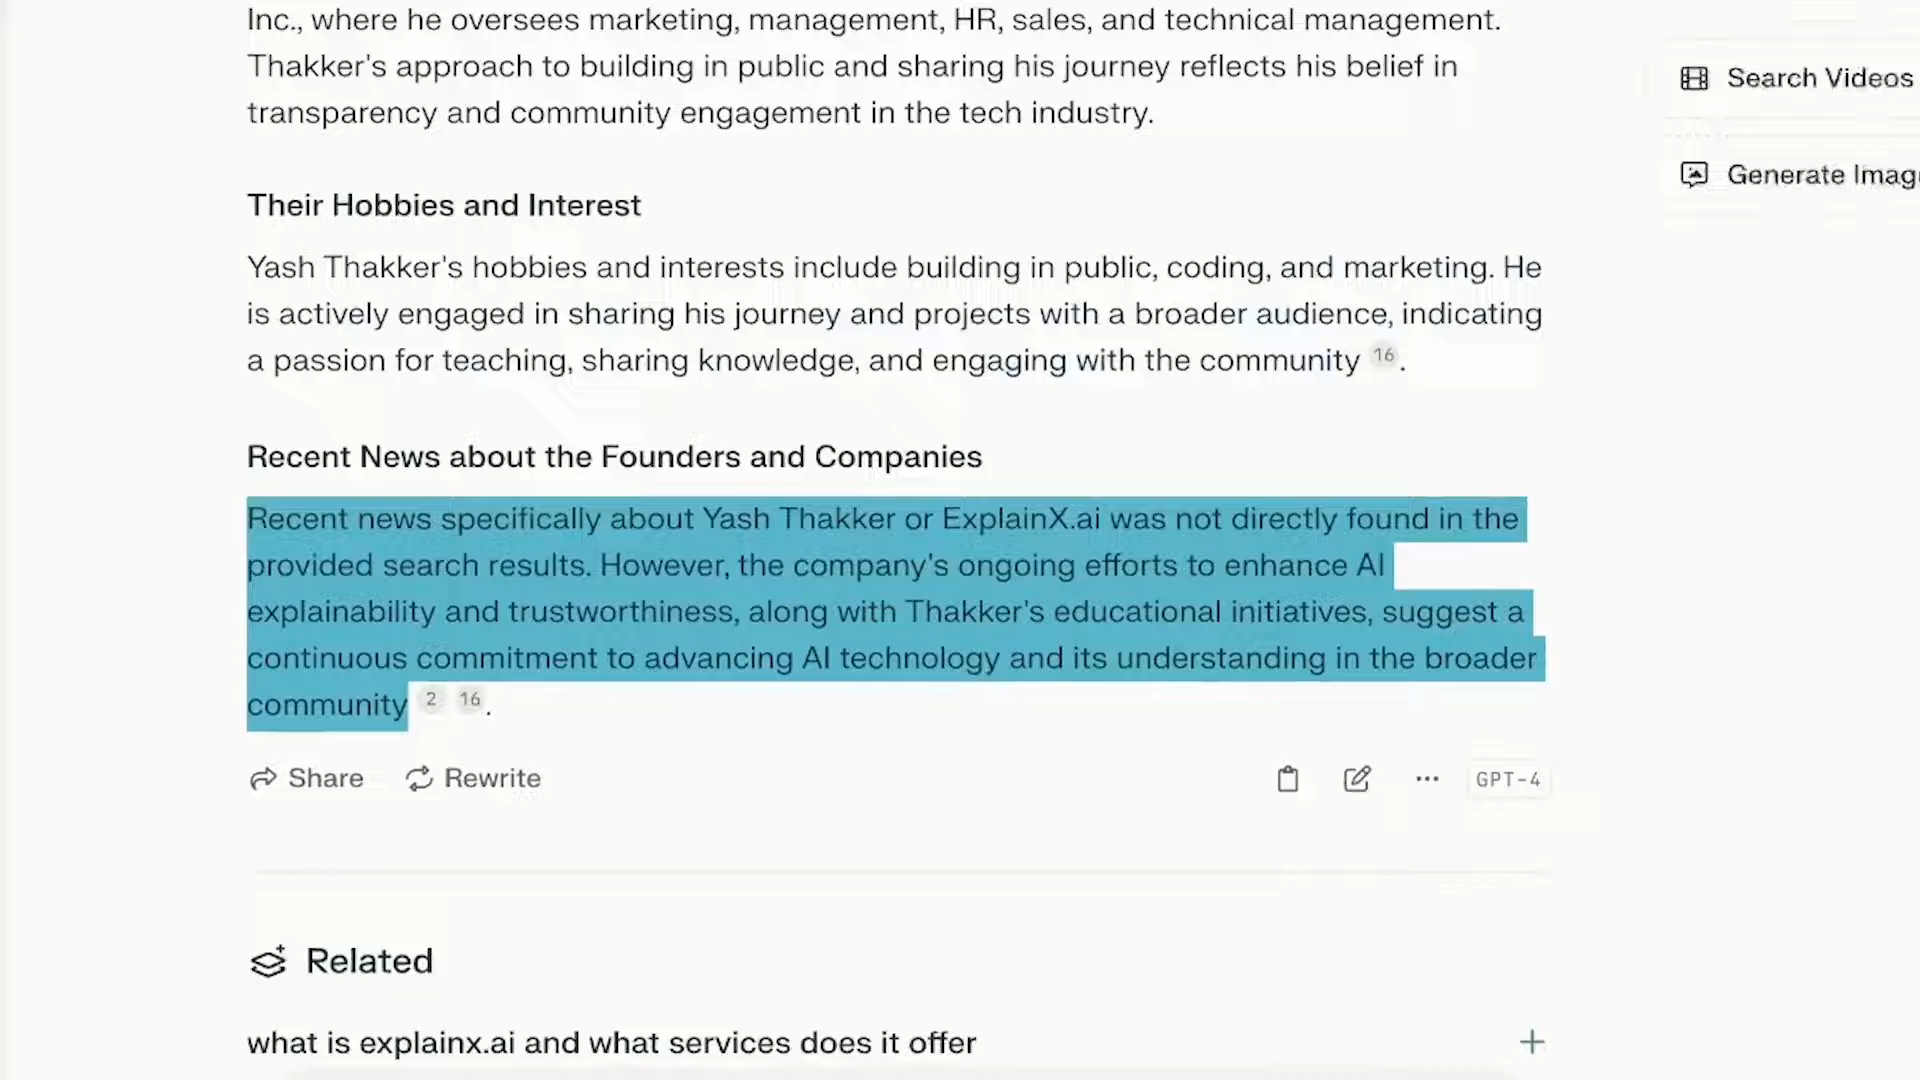 Inc., where he oversees marketing, management, HR, sales, and technical management.
Thakker's approach to building in public and sharing his journey reflects his belief in
transparency and community engagement in the tech industry.
Their Hobbies and Interest
Yash Thakker's hobbies and interests include building in public, coding, and marketing. He
is actively engaged in sharing his journey and projects with a broader audience, indicating
a passion for teaching, sharing knowledge, and engaging with the community 16.
Recent News about the Founders and Companies
Recent news specifically about Yash Thakker or ExplainX.ai was not directly found in the
provided search results. However, the company's ongoing efforts to enhance AI
explainability and trustworthiness, along with Thakker's educational initiatives, suggest a
continuous commitment to advancing AI technology and its understanding in the broader
community 2 16.
Share Rewrite GPT-4
Related
what is explainx.ai and what services does it offer
Search Videos
Generate Imag